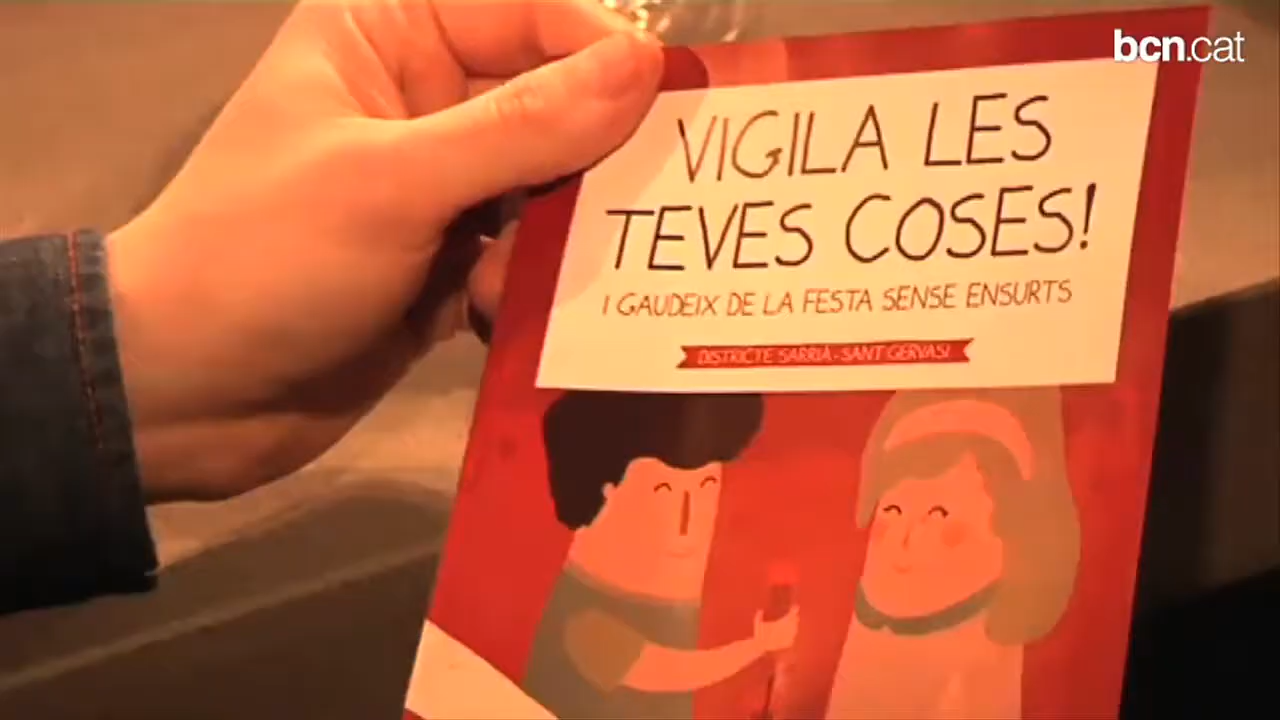 bcn.cat
VIGILA LES
TEVES COSES!
I GAUDEIX DE LA FESTA SENSE ENSURTS
DISTRICTE SARRIÀ - SANT GERVASI